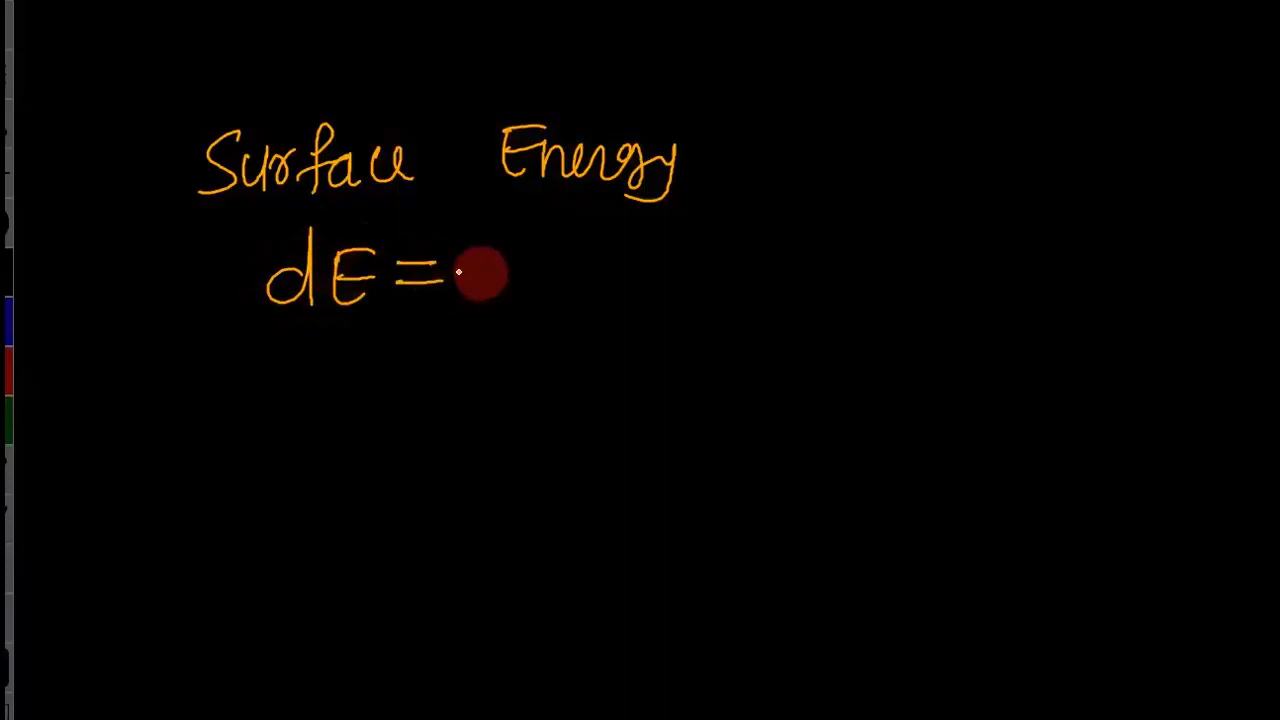 Surface Energy
dE =